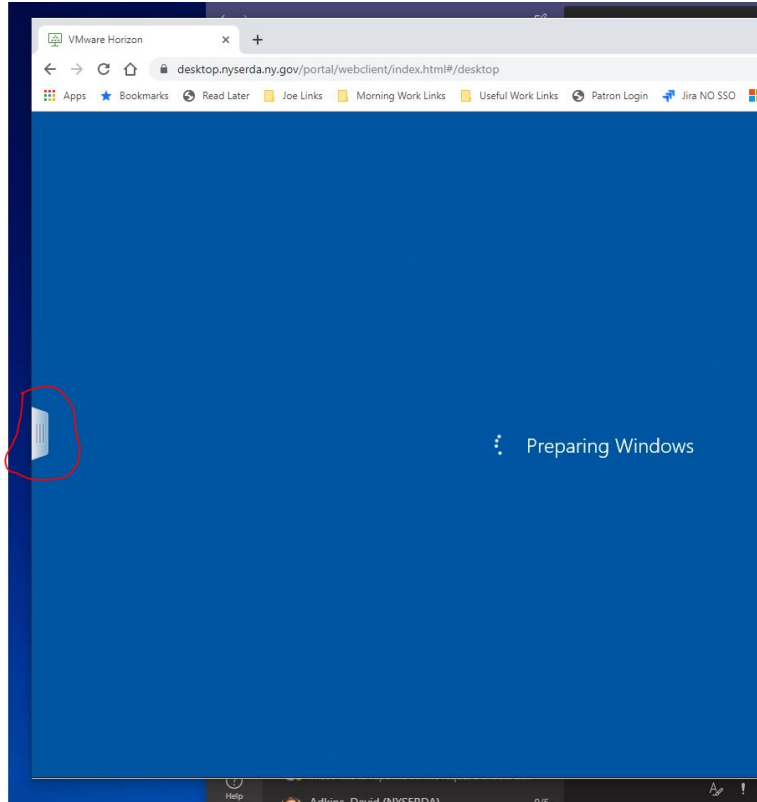 VMware Horizon
desktop.nyserda.ny.gov/portal/webclient/index.html#/desktop
Apps Bookmarks Read Later Joe Links Morning Work Links Useful Work Links Patron Login Jira NO SSO
Preparing Windows
Help
Adkins, David (NYSERDA)